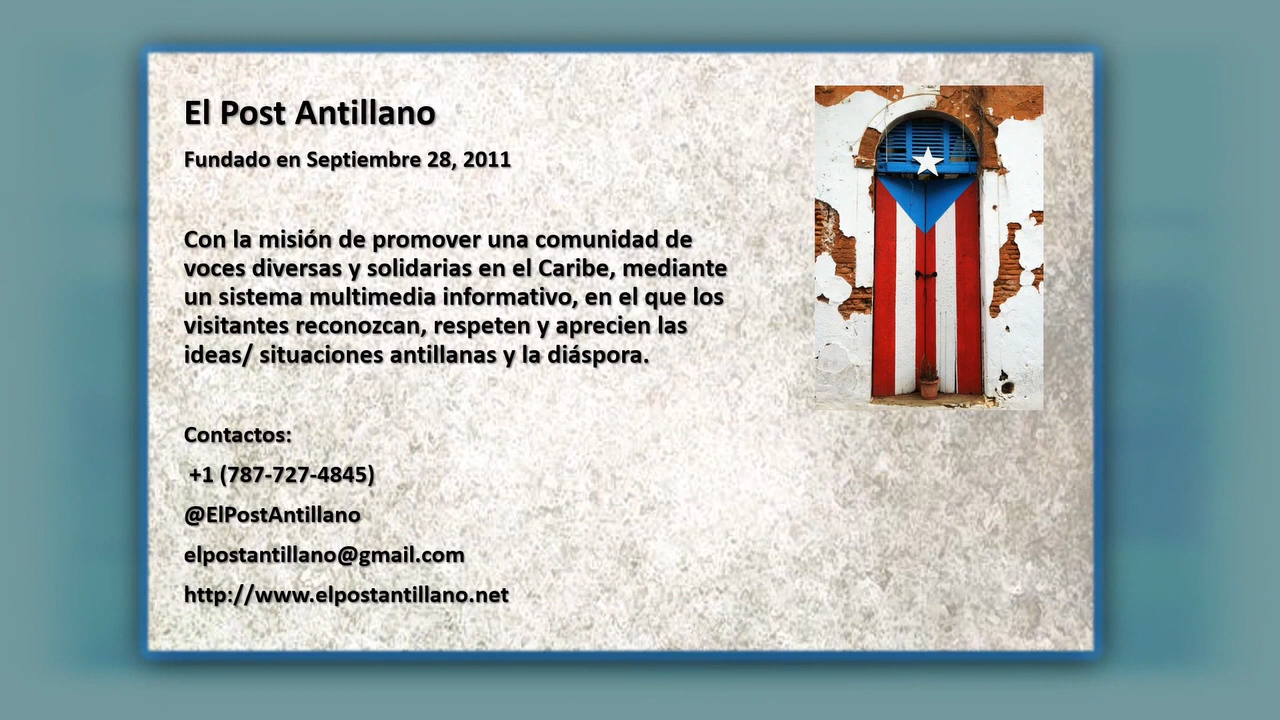 El Post Antillano
Fundado en Septiembre 28, 2011
Con la misión de promover una comunidad de
voces diversas y solidarias en el Caribe, mediante
un sistema multimedia informativo, en el que los
visitantes reconozcan, respeten y aprecien las
ideas/ situaciones antillanas y la diáspora.
Contactos:
+1 (787-727-4845)
@ElPostAntillano
elpostantillano@gmail.com
http://www.elpostantillano.net